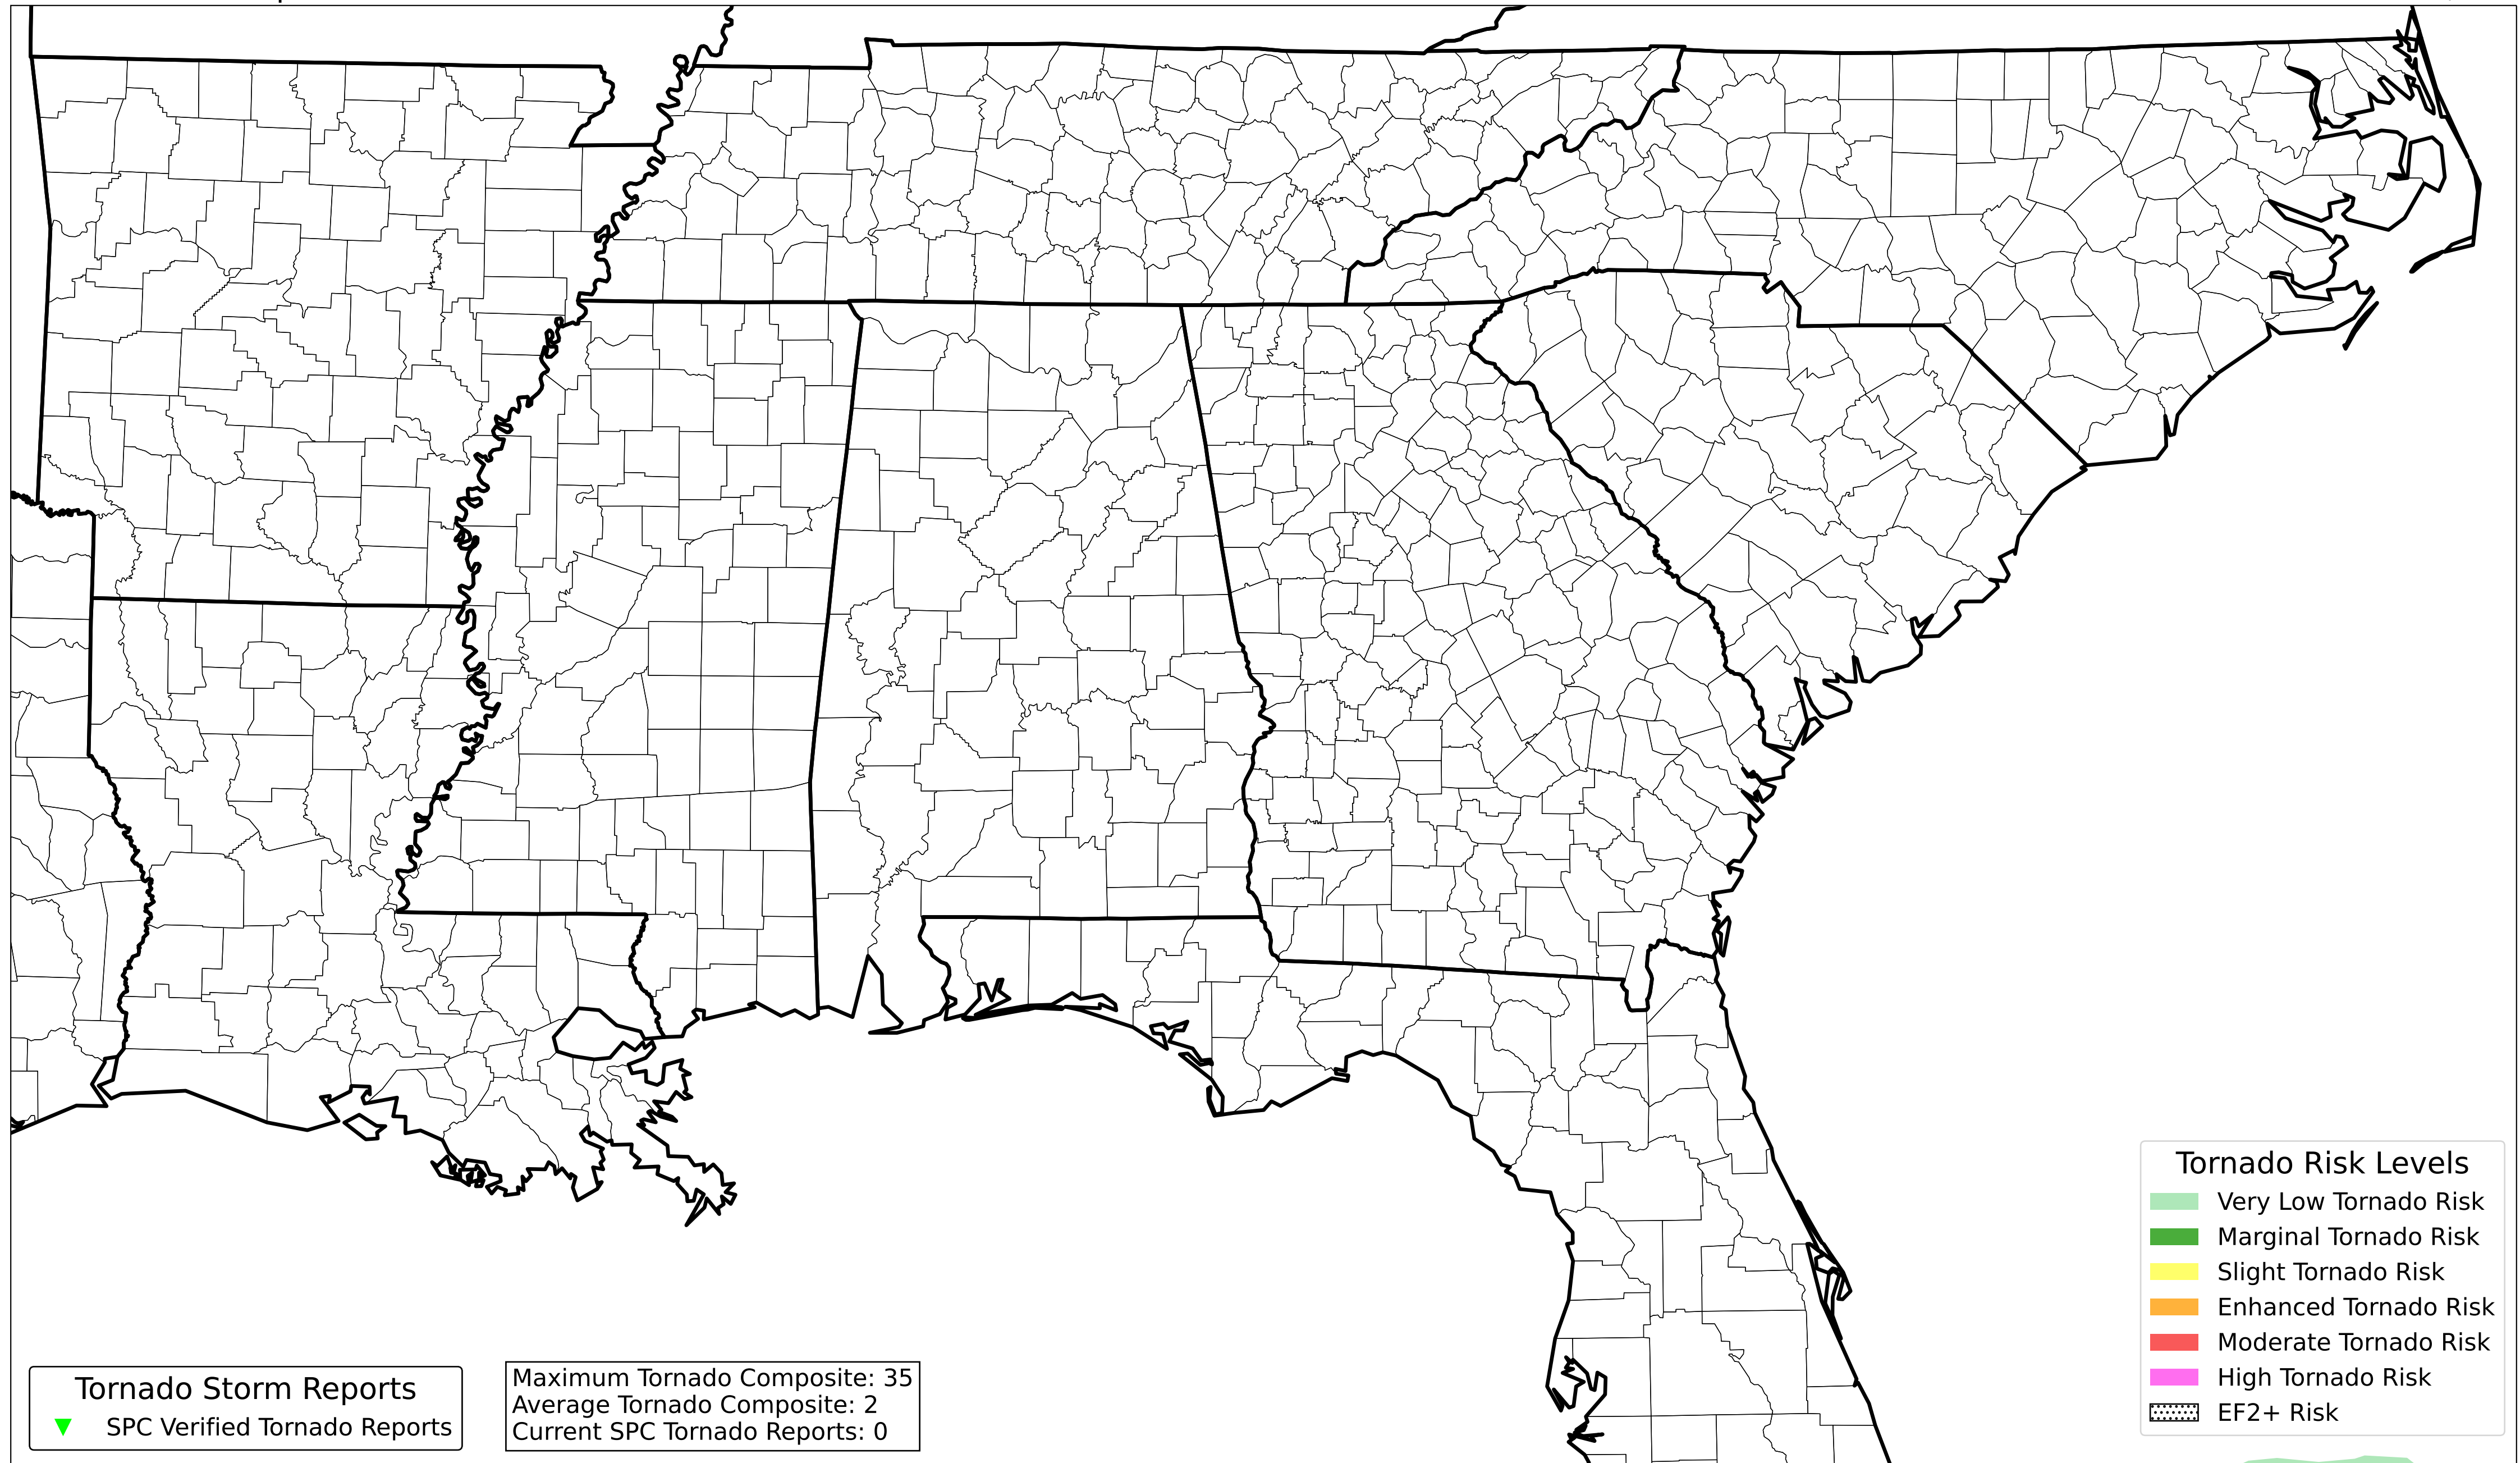 Tornado Risk Levels
Very Low Tornado Risk
Marginal Tornado Risk
Slight Tornado Risk
Enhanced Tornado Risk
Moderate Tornado Risk
High Tornado Risk
EF2+ Risk
Tornado Storm Reports
SPC Verified Tornado Reports
Maximum Tornado Composite: 35
Average Tornado Composite: 2
Current SPC Tornado Reports: 0